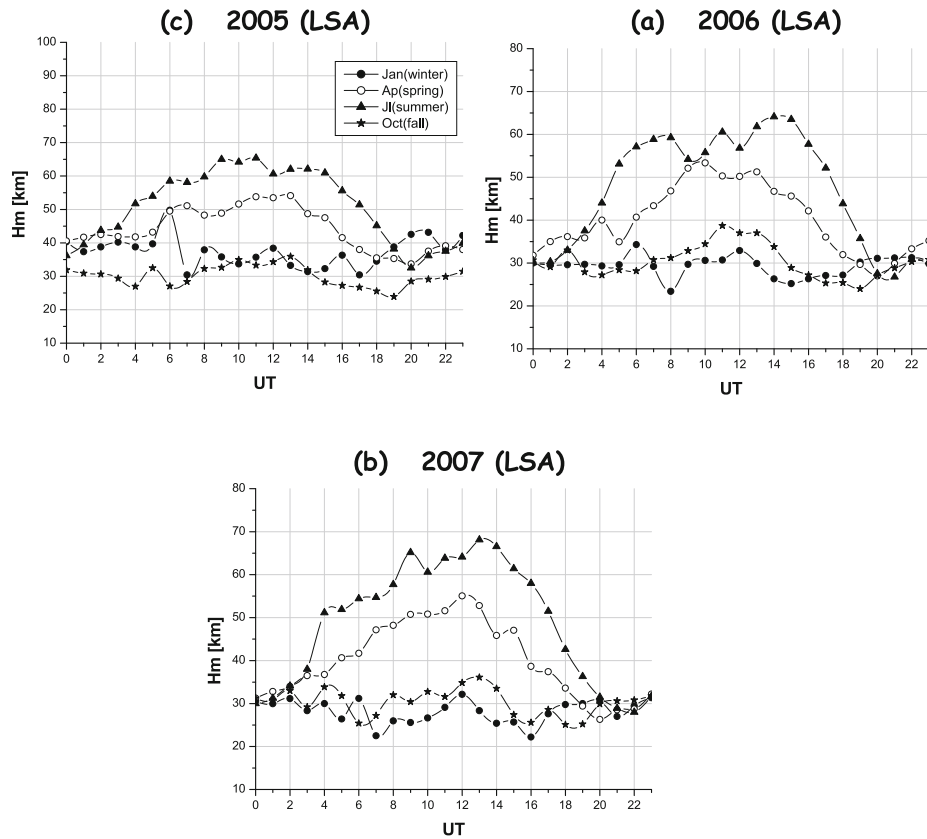 (c) 2005 (LSA)
Hm [km]
100
90
80
70
60
50
40
30
20
10
Jan(winter)
Ap(spring)
Jl(summer)
Oct(fall)
0 2 4 6 8 10 12 14 16 18 20 22
UT
(a) 2006 (LSA)
Hm [km]
80
70
60
50
40
30
20
10
0 2 4 6 8 10 12 14 16 18 20 22
UT
(b) 2007 (LSA)
Hm [km]
80
70
60
50
40
30
20
10
0 2 4 6 8 10 12 14 16 18 20 22
UT